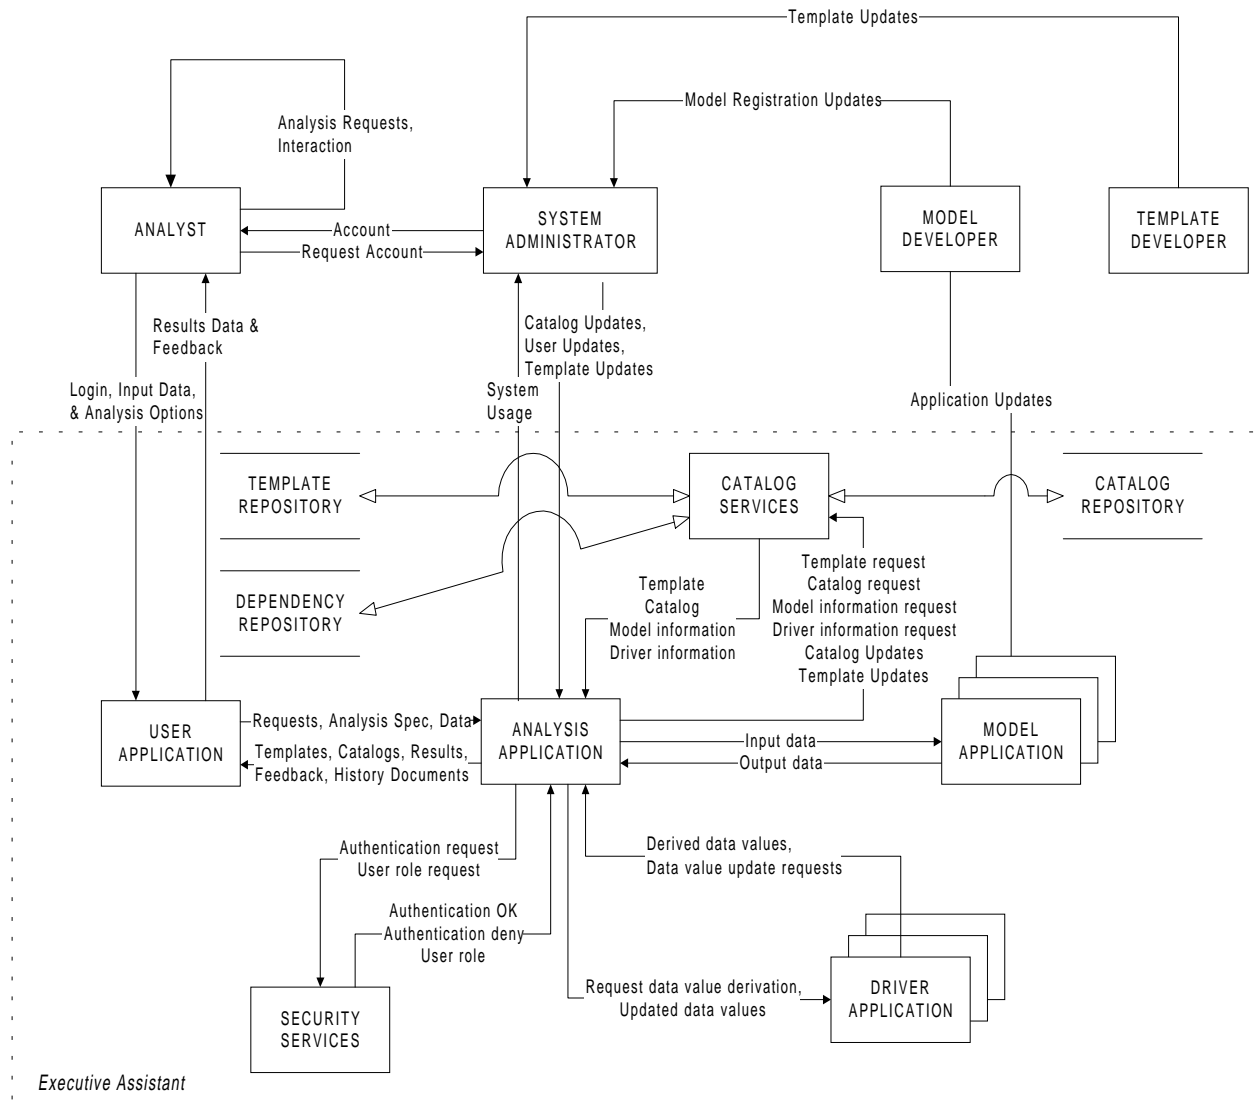 Template Updates
Model Registration Updates
Analysis Requests,
Interaction
ANALYST
SYSTEM
ADMINISTRATOR
MODEL
DEVELOPER
TEMPLATE
DEVELOPER
Account
Request Account
Results Data &
Feedback
Catalog Updates,
User Updates,
Template Updates
Login, Input Data,
& Analysis Options
System
Usage
Application Updates
TEMPLATE
REPOSITORY
CATALOG
SERVICES
CATALOG
REPOSITORY
DEPENDENCY
REPOSITORY
Template
Catalog
Model information
Driver information
Template request
Catalog request
Model information request
Driver information request
Catalog Updates
Template Updates
USER
APPLICATION
Requests, Analysis Spec, Data
Templates, Catalogs, Results,
Feedback, History Documents
ANALYSIS
APPLICATION
Input data
Output data
MODEL
APPLICATION
Authentication request
User role request
Derived data values,
Data value update requests
Authentication OK
Authentication deny
User role
Request data value derivation,
Updated data values
DRIVER
APPLICATION
SECURITY
SERVICES
Executive Assistant